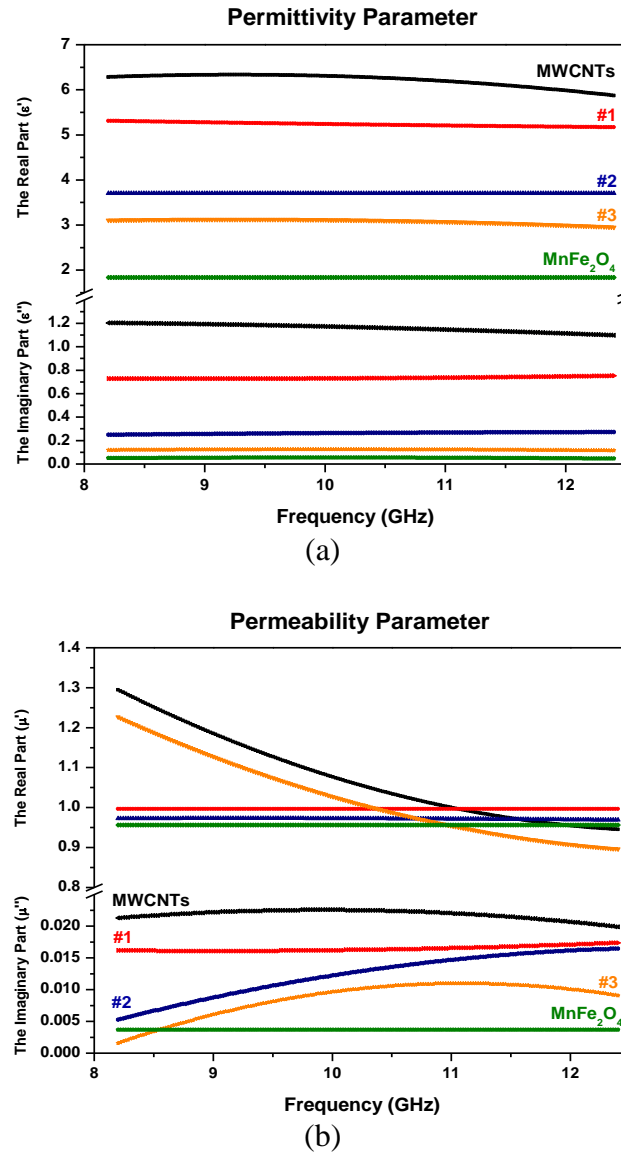 Permittivity Parameter
The Real Part (ε')
7
6
5
4
3
2
MWCNTs
#1
#2
#3
MnFe₂O₄
The Imaginary Part (ε'')
1.2
1.0
0.8
0.6
0.4
0.2
0.0
8 9 10 11 12
Frequency (GHz)
(a)
Permeability Parameter
The Real Part (μ')
1.4
1.3
1.2
1.1
1.0
0.9
0.8
The Imaginary Part (μ'')
0.020
0.015
0.010
0.005
0.000
MWCNTs
#1
#2
#3
MnFe₂O₄
8 9 10 11 12
Frequency (GHz)
(b)